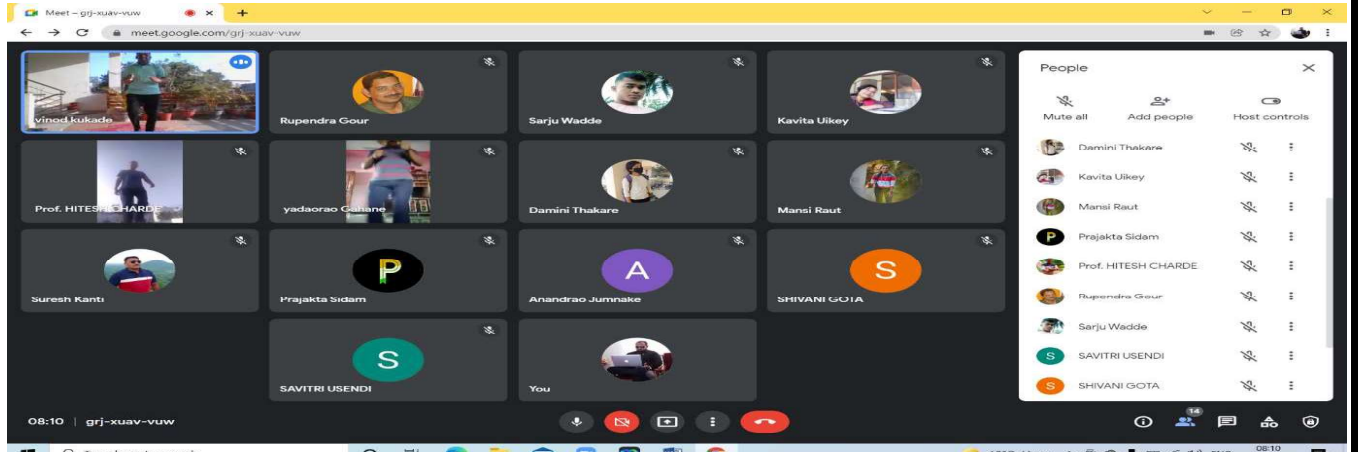 Meet – grj-xuav-vuw
meet.google.com/grj-xuav-vuw
vinod kukade
Rupendra Gour
Sarju Wadde
Kavita Uikey
Prof. HITESH CHARDE
yadaorao Gahane
Damini Thakare
Mansi Raut
Suresh Kanti
P
Prajakta Sidam
A
Anandrao Jumnake
S
SHIVANI GOTA
S
SAVITRI USENDI
You
People
Mute all
Add people
Host controls
Damini Thakare
Kavita Uikey
Mansi Raut
P
Prajakta Sidam
Prof. HITESH CHARDE
Rupendra Gour
Sarju Wadde
S
SAVITRI USENDI
S
SHIVANI GOTA
08:10 | grj-xuav-vuw
14
08:10